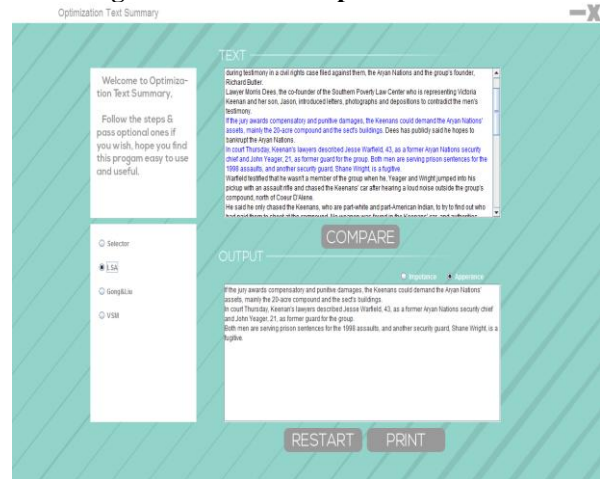 Optimization Text Summary
TEXT
Welcome to Optimiza-
tion Text Summary,
Follow the steps &
pass optional ones if
you wish, hope you find
this progam easy to use
and useful.
during testimony in a civil rights case filed against them, the Aryan Nations and the group's founder,
Richard Butler.
Lawyer Morris Dees, the co-founder of the Southern Poverty Law Center who is representing Victoria
Keenan and her son, Jason, introduced letters, photographs and depositions to contradict the men's
testimony.
If the jury awards compensatory and punitive damages, the Keenans could demand the Aryan Nations'
assets, mainly the 20-acre compound and the sect's buildings. Dees has publicly said he hopes to
bankrupt the Aryan Nations.
In court Thursday, Keenan's lawyers described Jesse Warfield, 43, as a former Aryan Nations security
chief and John Yeager, 21, as former guard for the group. Both men are serving prison sentences for the
1998 assaults, and another security guard, Shane Wright, is a fugitive.
Warfield testified that he wasn't a member of the group when he, Yeager and Wright jumped into his
pickup with an assault rifle and chased the Keenans' car after hearing a loud noise outside the group's
compound, north of Coeur D'Alene.
He said he only chased the Keenans, who are part-white and part-American Indian, to try to find out who
COMPARE
Selector
LSA
Gong&Liu
VSM
OUTPUT
Impotance Apperance
If the jury awards compensatory and punitive damages, the Keenans could demand the Aryan Nations'
assets, mainly the 20-acre compound and the sect's buildings.
In court Thursday, Keenan's lawyers described Jesse Warfield, 43, as a former Aryan Nations security chief
and John Yeager, 21, as former guard for the group.
Both men are serving prison sentences for the 1998 assaults, and another security guard, Shane Wright, is a
fugitive.
RESTART PRINT